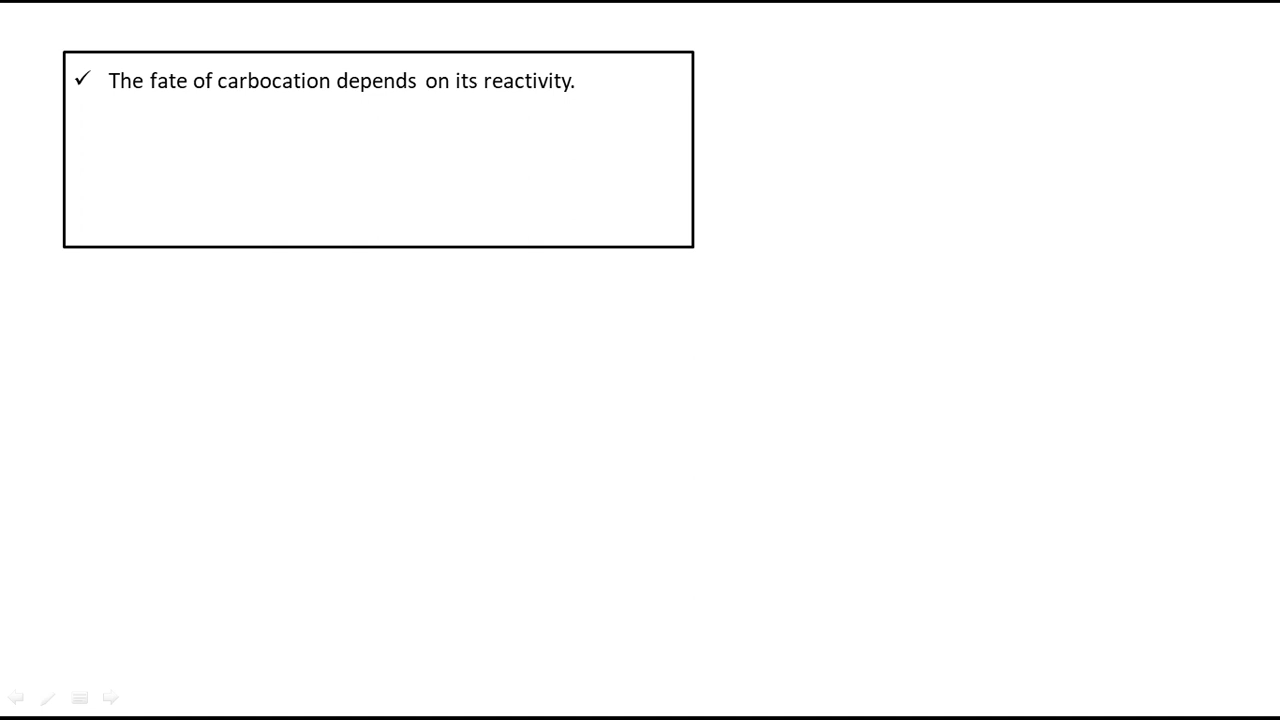 ✓ The fate of carbocation depends on its reactivity.